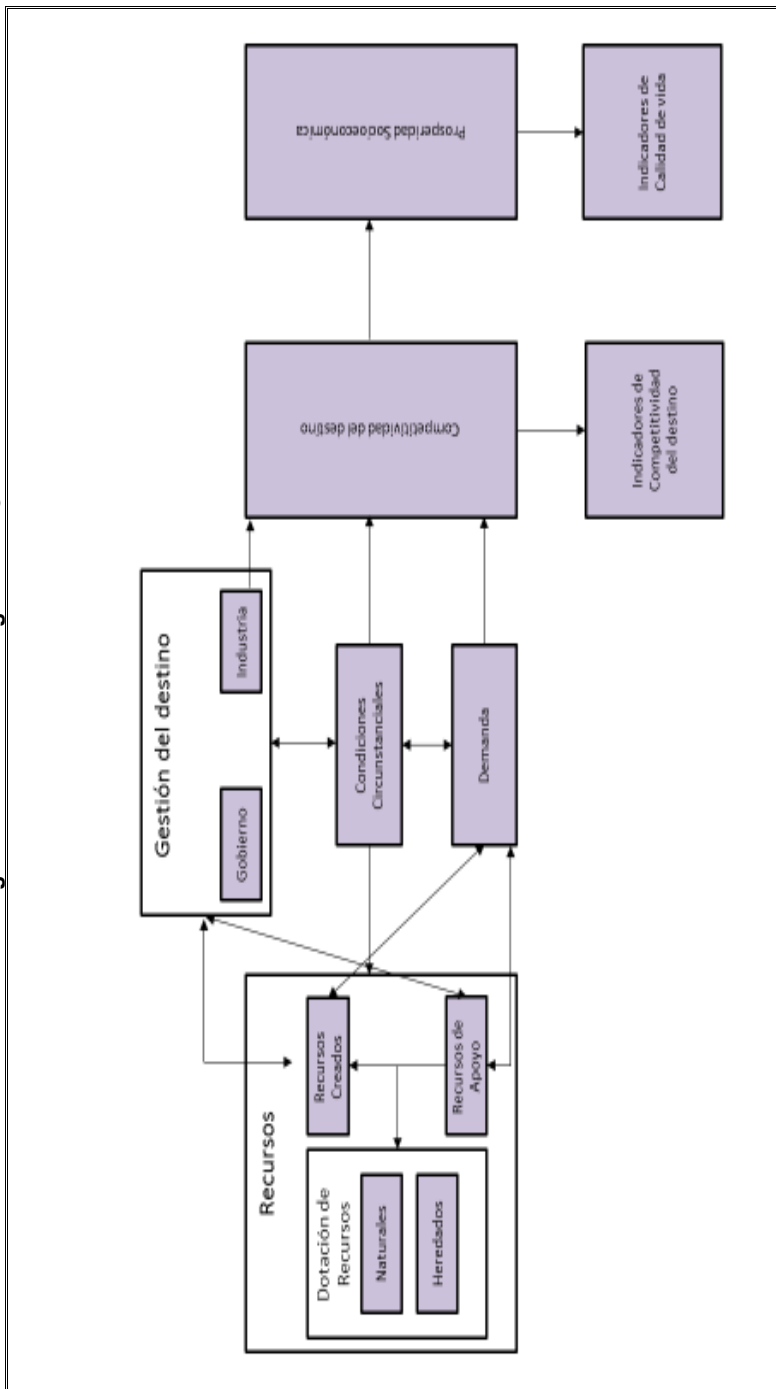 Recursos
Dotación de
Recursos
Naturales
Heredados
Recursos
Creados
Recursos de
Apoyo
Gestión del destino
Gobierno
Industria
Condiciones
Circunstanciales
Demanda
Competitividad del destino
Indicadores de
Competitividad
del destino
Prosperidad Socioeconómica
Indicadores de
Calidad de vida